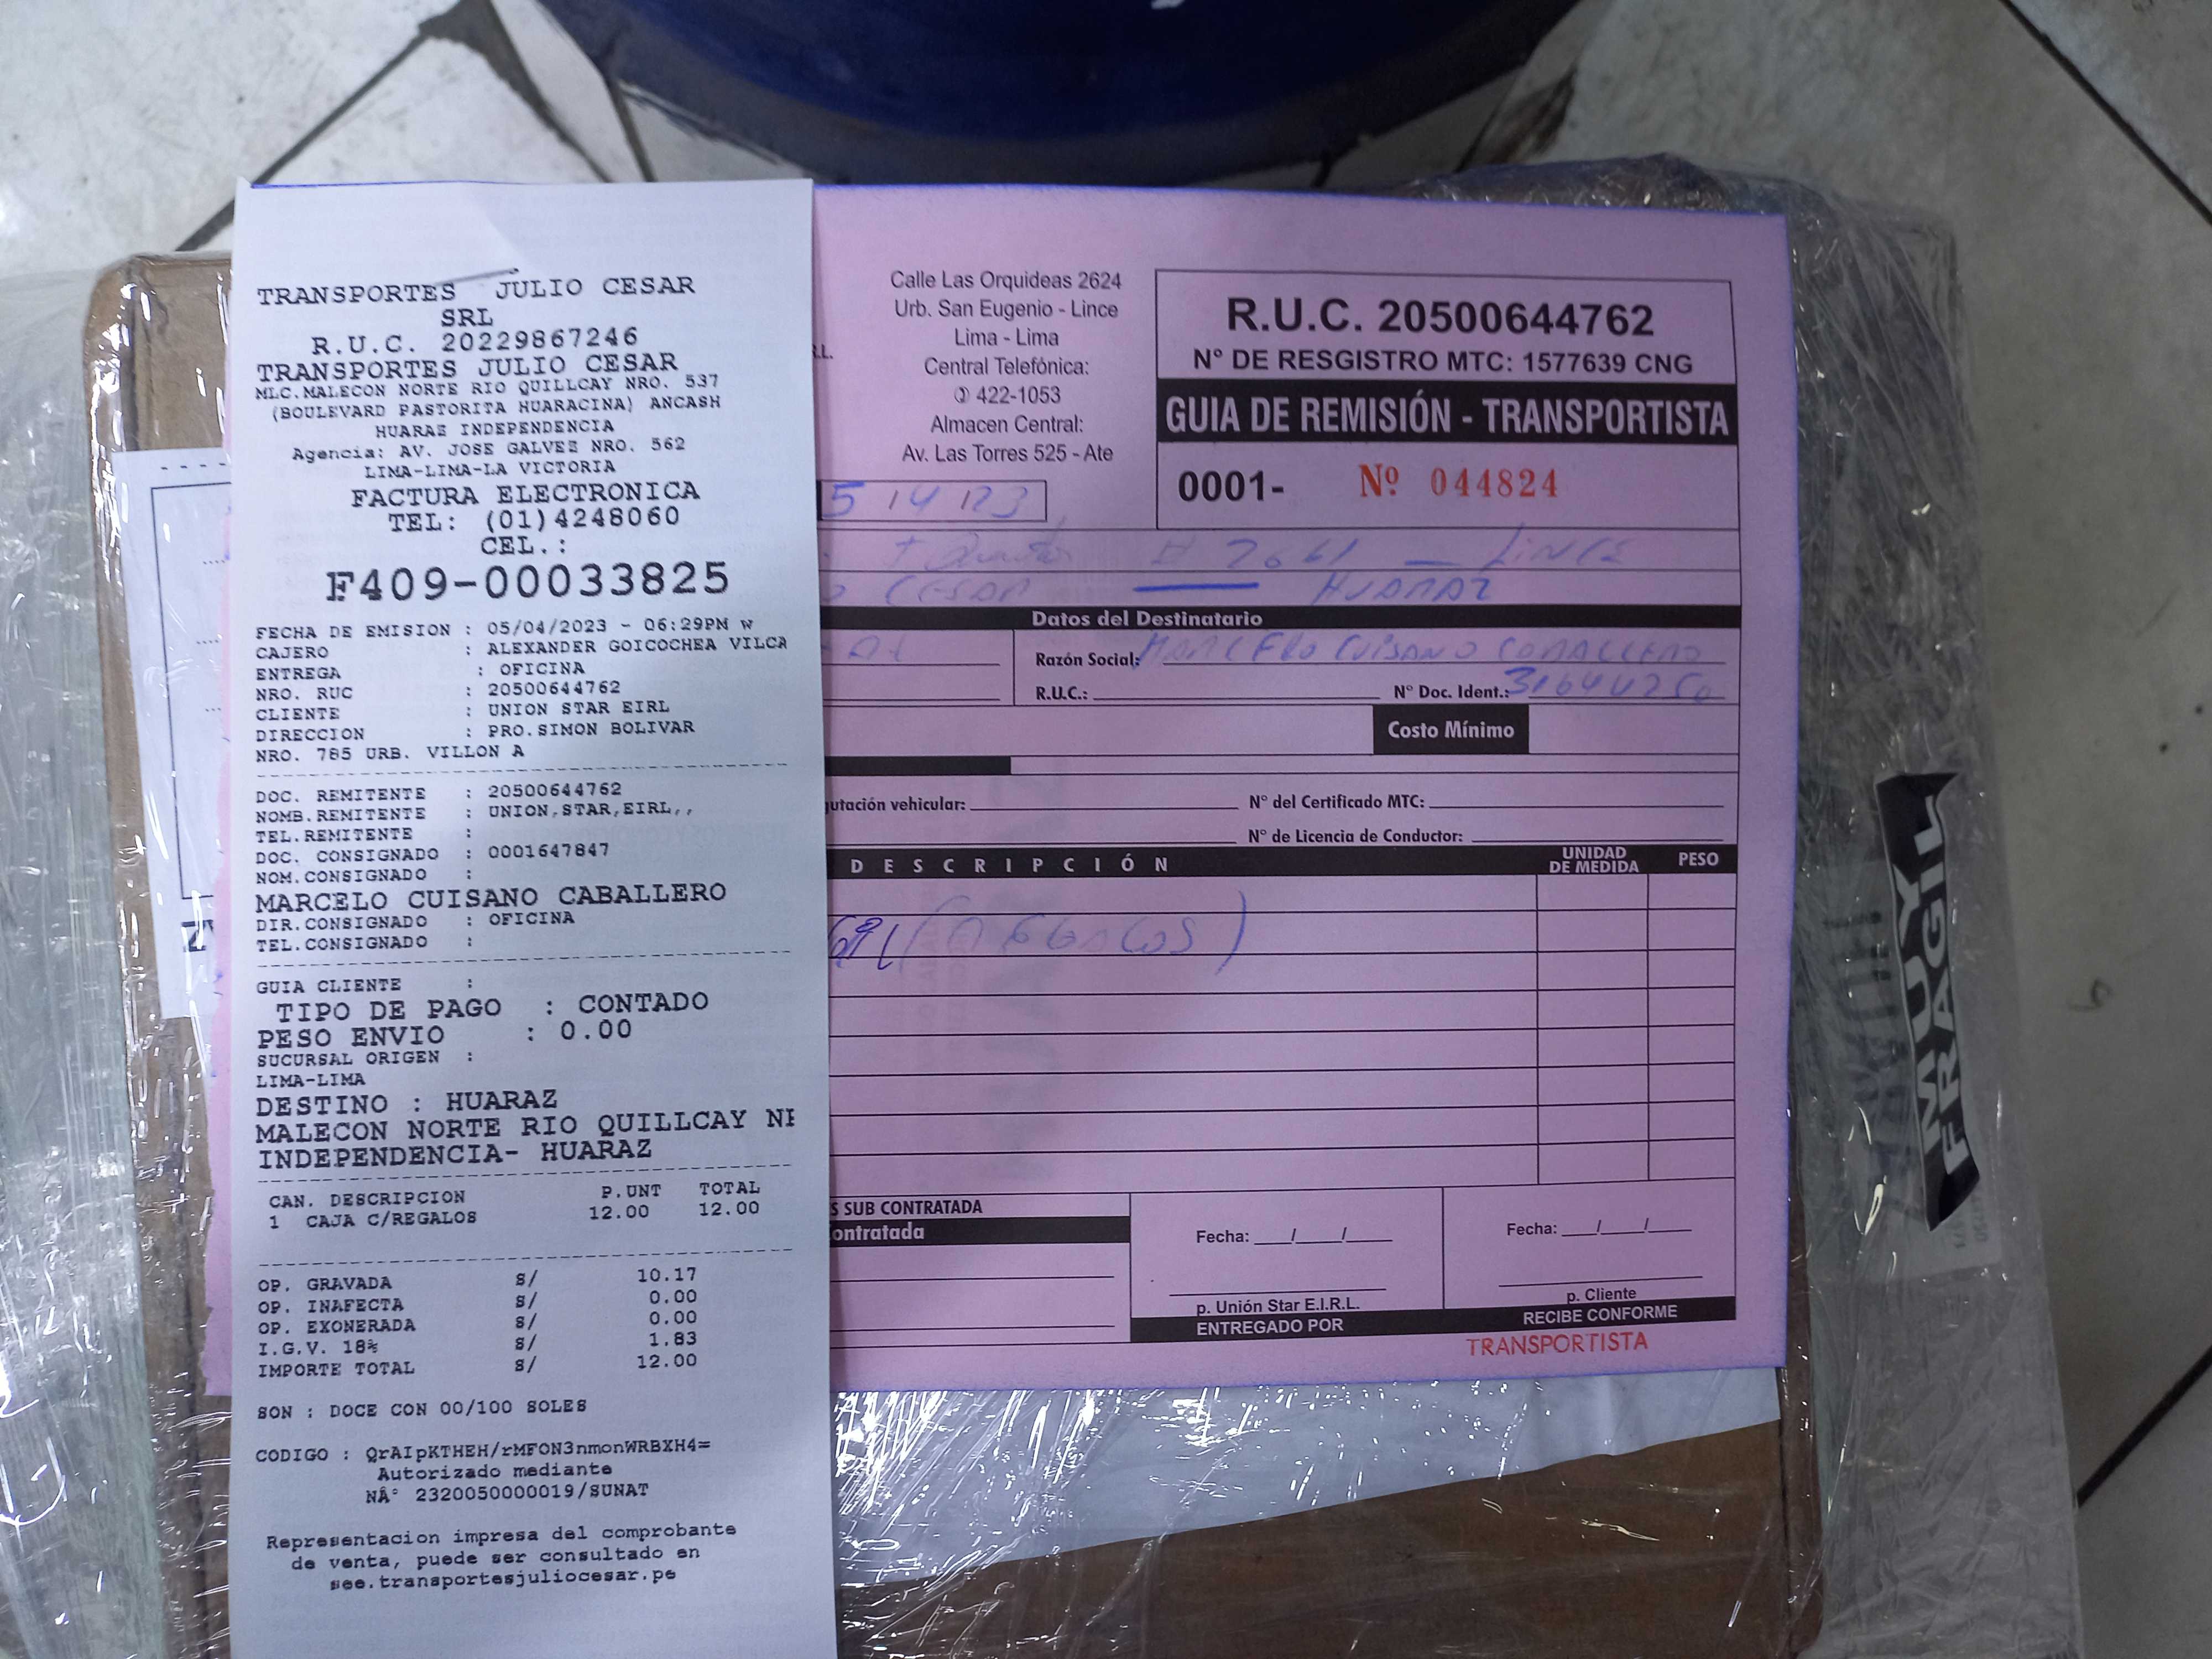 TRANSPORTES JULIO CESAR
SRL
R.U.C. 20229867246
TRANSPORTES JULIO CESAR
MLC.MALECON NORTE RIO QUILLCAY NRO. 537
(BOULEVARD PASTORITA HUARACINA) ANCASH
HUARAZ INDEPENDENCIA
Agencia: AV. JOSE GALVEZ NRO. 562
LIMA-LIMA-LA VICTORIA
FACTURA ELECTRONICA
TEL: (01)4248060
CEL.:
F409-00033825
FECHA DE EMISION : 05/04/2023 - 06:29PM W
CAJERO : ALEXANDER GOICOCHEA VILCA
ENTREGA : OFICINA
NRO. RUC : 20500644762
CLIENTE : UNION STAR EIRL
DIRECCION : PRO.SIMON BOLIVAR
NRO. 785 URB. VILLON A
DOC. REMITENTE : 20500644762
NOMB.REMITENTE : UNION,STAR,EIRL,,
TEL.REMITENTE :
DOC. CONSIGNADO : 0001647847
NOM.CONSIGNADO :
MARCELO CUISANO CABALLERO
DIR.CONSIGNADO : OFICINA
TEL.CONSIGNADO :
GUIA CLIENTE :
TIPO DE PAGO : CONTADO
PESO ENVIO : 0.00
SUCURSAL ORIGEN :
LIMA-LIMA
DESTINO : HUARAZ
MALECON NORTE RIO QUILLCAY
INDEPENDENCIA- HUARAZ
CAN. DESCRIPCION P.UNT TOTAL
1 CAJA C/REGALOS 12.00 12.00
OP. GRAVADA S/ 10.17
OP. INAFECTA S/ 0.00
OP. EXONERADA S/ 0.00
I.G.V. 18% S/ 1.83
IMPORTE TOTAL S/ 12.00
SON : DOCE CON 00/100 SOLES
CODIGO : QrAIpKTHEH/rMFON3nmonWRBXH4=
Autorizado mediante
NÂ° 2320050000019/SUNAT
Representacion impresa del comprobante
de venta, puede ser consultado en
see.transportesjuliocesar.pe
Calle Las Orquideas 2624
Urb. San Eugenio - Lince
Lima - Lima
Central Telefónica:
422-1053
Almacen Central:
Av. Las Torres 525 - Ate
R.U.C. 20500644762
N° DE RESGISTRO MTC: 1577639 CNG
GUIA DE REMISIÓN - TRANSPORTISTA
0001- Nº 044824
5 14 123
# 2661 — LINCE
CESAR — HUARAZ
Datos del Destinatario
Razón Social: MARCELO CUISANO CABALLERO
R.U.C.: N° Doc. Ident.:
Costo Mínimo
vehicular: N° del Certificado MTC:
N° de Licencia de Conductor:
DESCRIPCIÓN UNIDAD DE MEDIDA PESO
SUB CONTRATADA
Fecha: / /
p. Unión Star E.I.R.L.
ENTREGADO POR
Fecha: / /
p. Cliente
RECIBE CONFORME
TRANSPORTISTA
MUY
FRAGIL